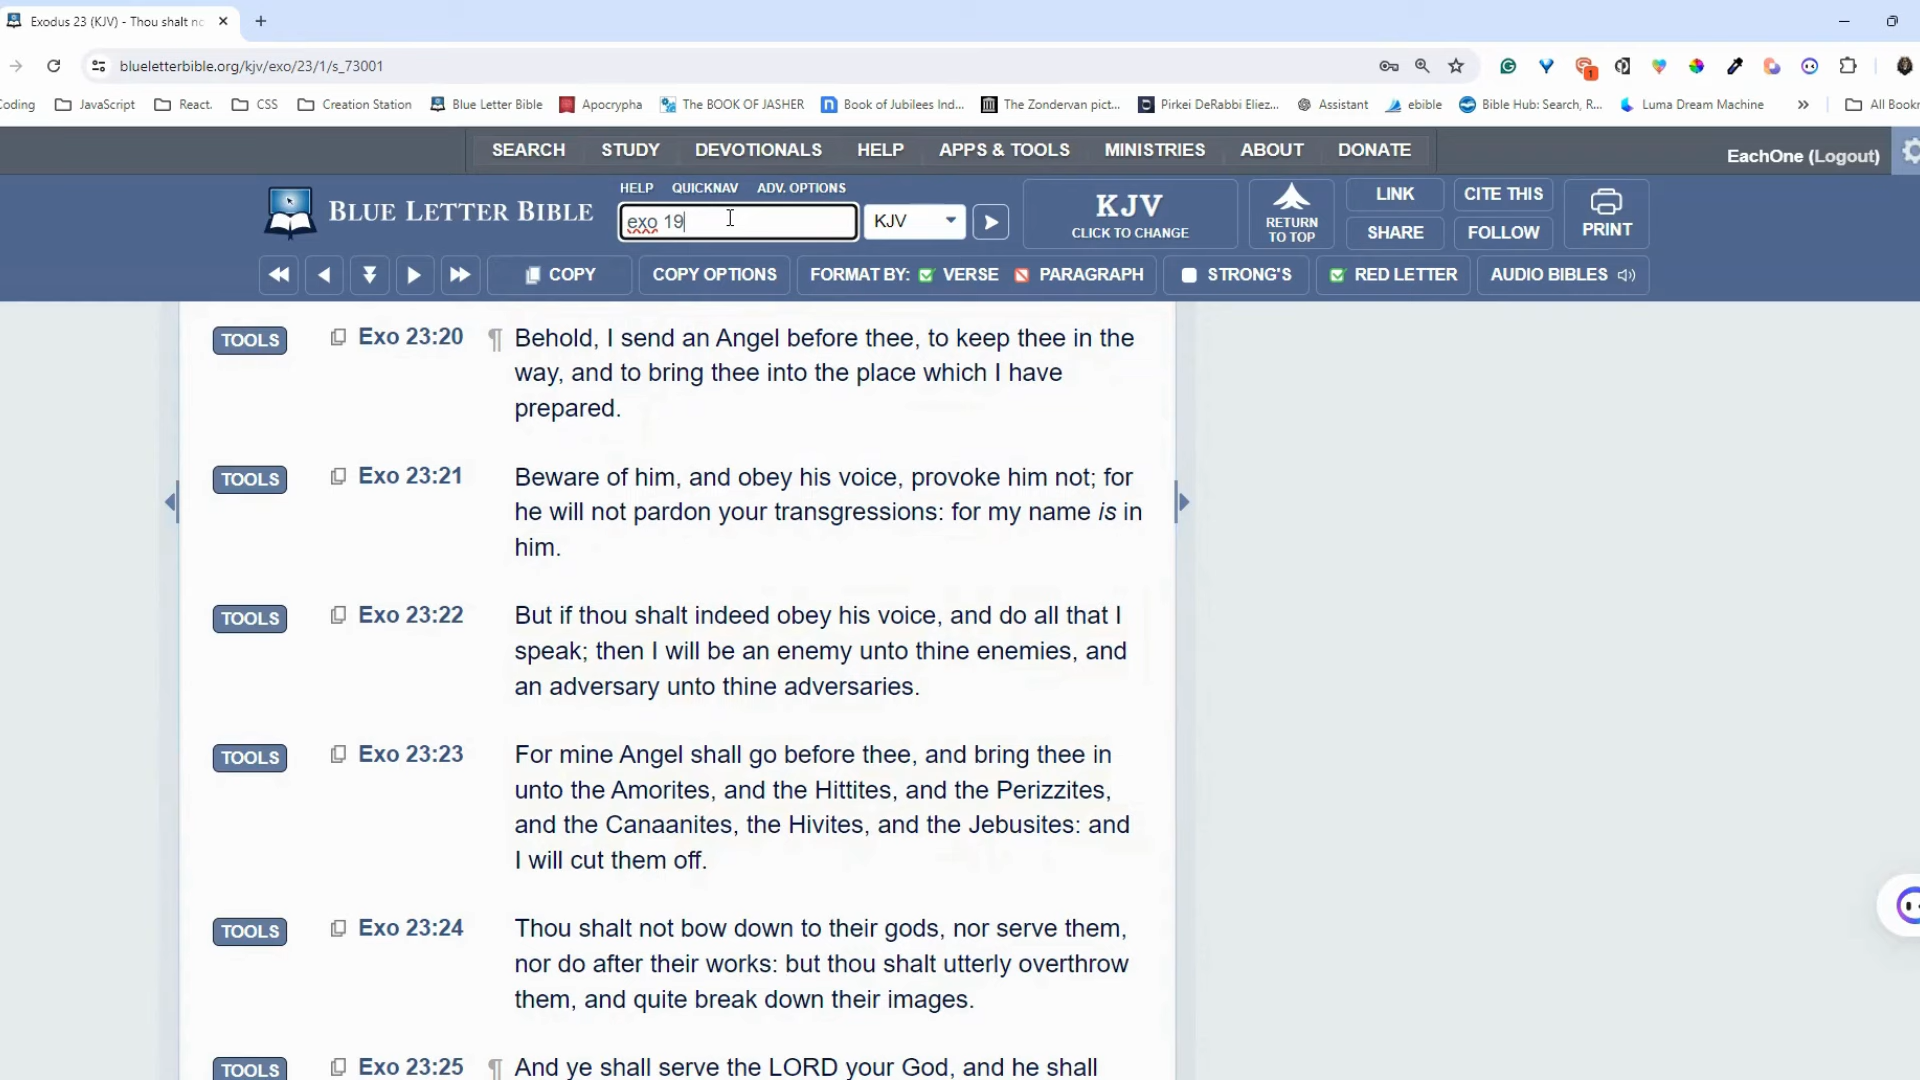 Exodus 23 (KJV) - Thou shalt no
blueletterbible.org/kjv/exo/23/1/s_73001
1
oding JavaScript React. CSS Creation Station Blue Letter Bible Apocrypha The BOOK OF JASHER Book of Jubilees Ind... The Zondervan pict... Pirkei DeRabbi Eliez... Assistant ebible Bible Hub: Search, R... Luma Dream Machine » All Bookr
SEARCH STUDY DEVOTIONALS HELP APPS & TOOLS MINISTRIES ABOUT DONATE
EachOne (Logout)
HELP QUICKNAV ADV. OPTIONS
BLUE LETTER BIBLE
exo 19
KJV
KJV
CLICK TO CHANGE
RETURN
TO TOP
LINK
CITE THIS
SHARE
FOLLOW
PRINT
COPY COPY OPTIONS FORMAT BY: VERSE PARAGRAPH STRONG'S RED LETTER AUDIO BIBLES
TOOLS Exo 23:20 ¶ Behold, I send an Angel before thee, to keep thee in the
way, and to bring thee into the place which I have
prepared.
TOOLS Exo 23:21 Beware of him, and obey his voice, provoke him not; for
he will not pardon your transgressions: for my name is in
him.
TOOLS Exo 23:22 But if thou shalt indeed obey his voice, and do all that I
speak; then I will be an enemy unto thine enemies, and
an adversary unto thine adversaries.
TOOLS Exo 23:23 For mine Angel shall go before thee, and bring thee in
unto the Amorites, and the Hittites, and the Perizzites,
and the Canaanites, the Hivites, and the Jebusites: and
I will cut them off.
TOOLS Exo 23:24 Thou shalt not bow down to their gods, nor serve them,
nor do after their works: but thou shalt utterly overthrow
them, and quite break down their images.
TOOLS Exo 23:25 ¶ And ye shall serve the LORD your God, and he shall